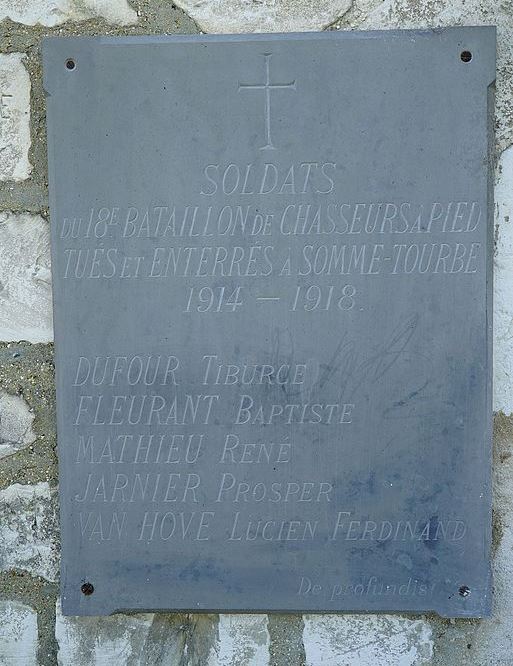 SOLDATS
DU 18E BATAILLON DE CHASSEURS A PIED
TUÉS ET ENTERRÉS A SOMME-TOURBE
1914 — 1918.
DUFOUR TIBURCE
FLEURANT BAPTISTE
MATHIEU RENÉ
JARNIER PROSPER
VAN HOVE LUCIEN FERDINAND
De profundis!